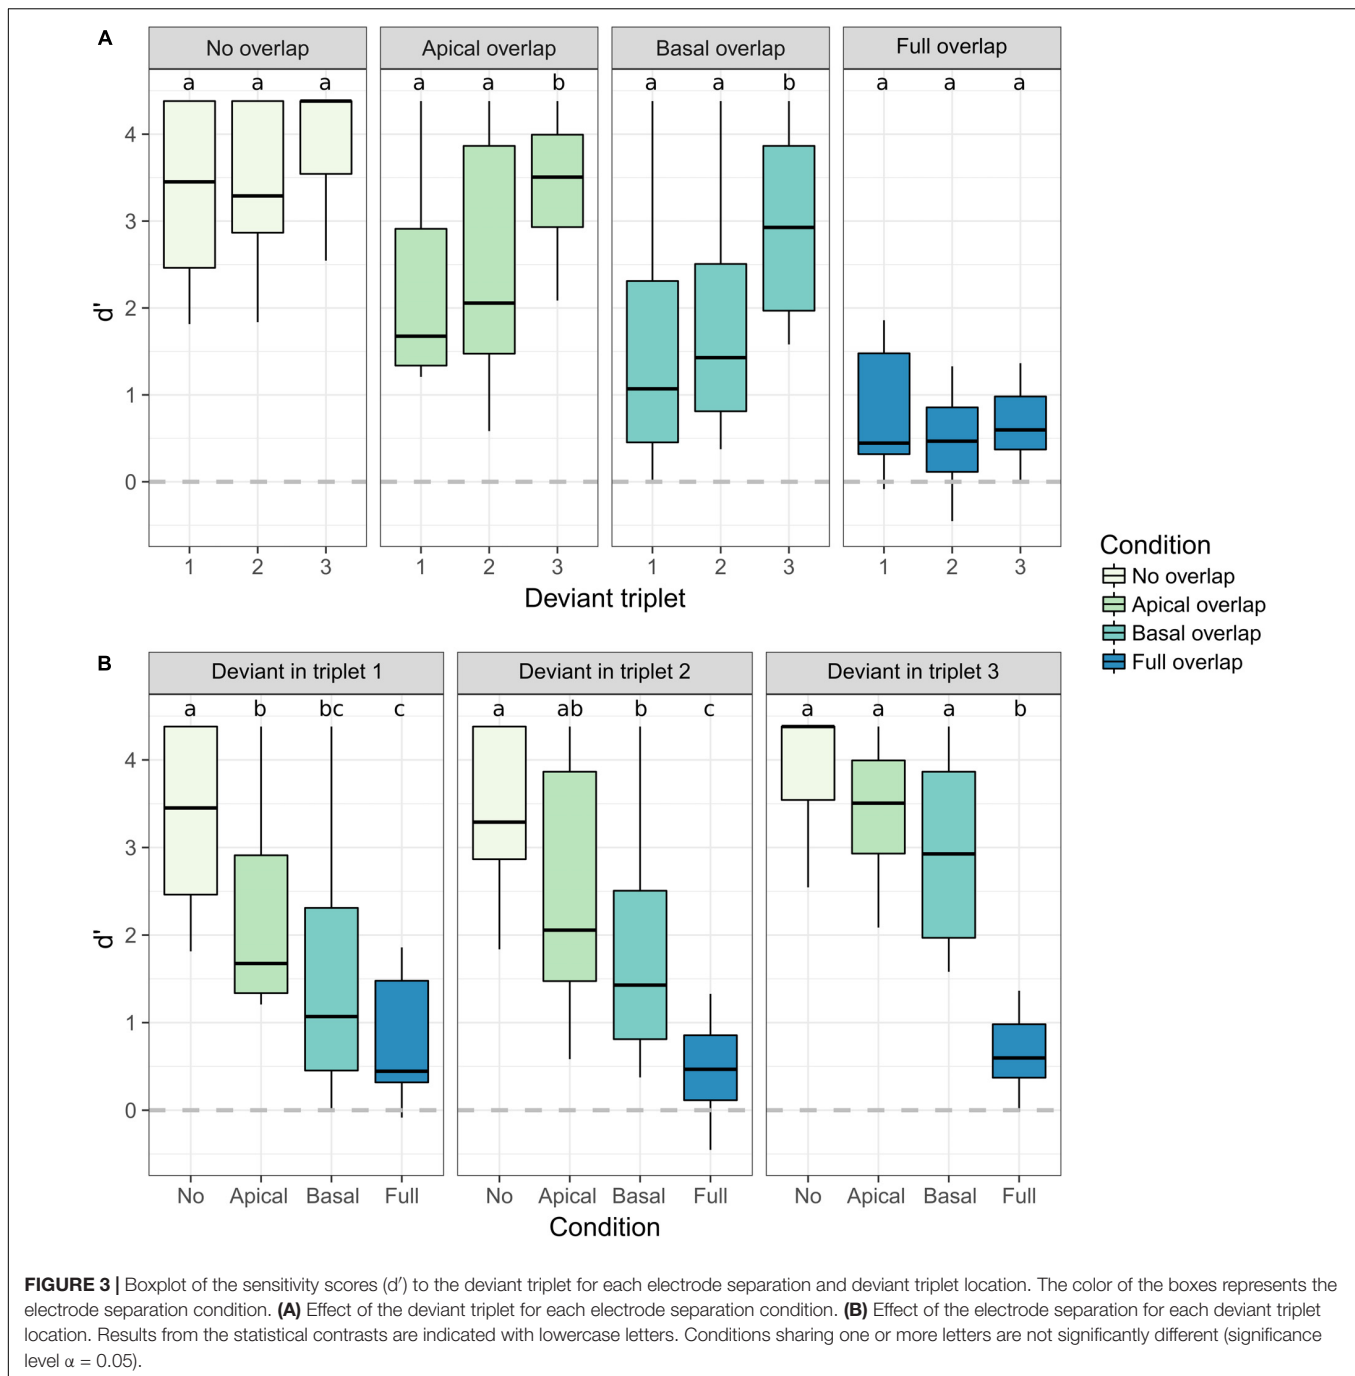 A
No overlap
Apical overlap
Basal overlap
Full overlap
a a a
a a b
a a b
a a a
4
3
2
1
0
d′
1 2 3
1 2 3
1 2 3
1 2 3
Deviant triplet
Condition
No overlap
Apical overlap
Basal overlap
Full overlap
B
Deviant in triplet 1
Deviant in triplet 2
Deviant in triplet 3
a b bc c
a ab b c
a a a b
4
3
2
1
0
d′
No Apical Basal Full
No Apical Basal Full
No Apical Basal Full
Condition
FIGURE 3 | Boxplot of the sensitivity scores (d′) to the deviant triplet for each electrode separation and deviant triplet location. The color of the boxes represents the
electrode separation condition. (A) Effect of the deviant triplet for each electrode separation condition. (B) Effect of the electrode separation for each deviant triplet
location. Results from the statistical contrasts are indicated with lowercase letters. Conditions sharing one or more letters are not significantly different (significance
level α = 0.05).